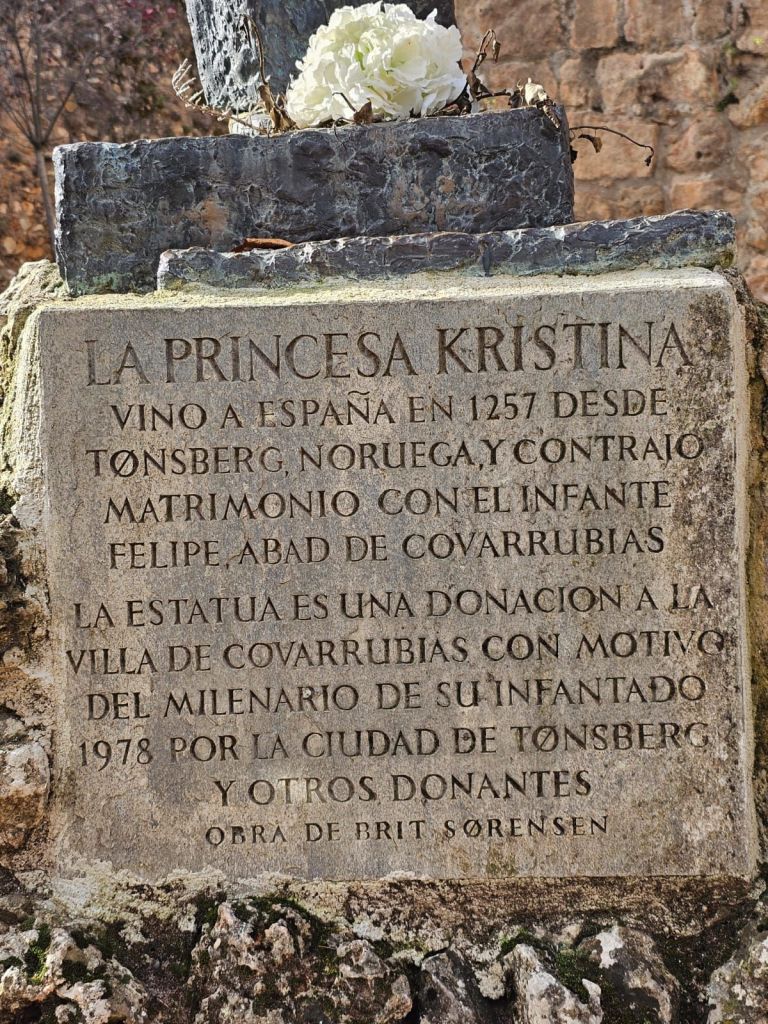 LA PRINCESA KRISTINA
VINO A ESPAÑA EN 1257 DESDE
TØNSBERG, NORUEGA, Y CONTRAJO
MATRIMONIO CON EL INFANTE
FELIPE, ABAD DE COVARRUBIAS
LA ESTATUA ES UNA DONACION A LA
VILLA DE COVARRUBIAS CON MOTIVO
DEL MILENARIO DE SU INFANTADO
1978 POR LA CIUDAD DE TØNSBERG
Y OTROS DONANTES
OBRA DE BRIT SØRENSEN